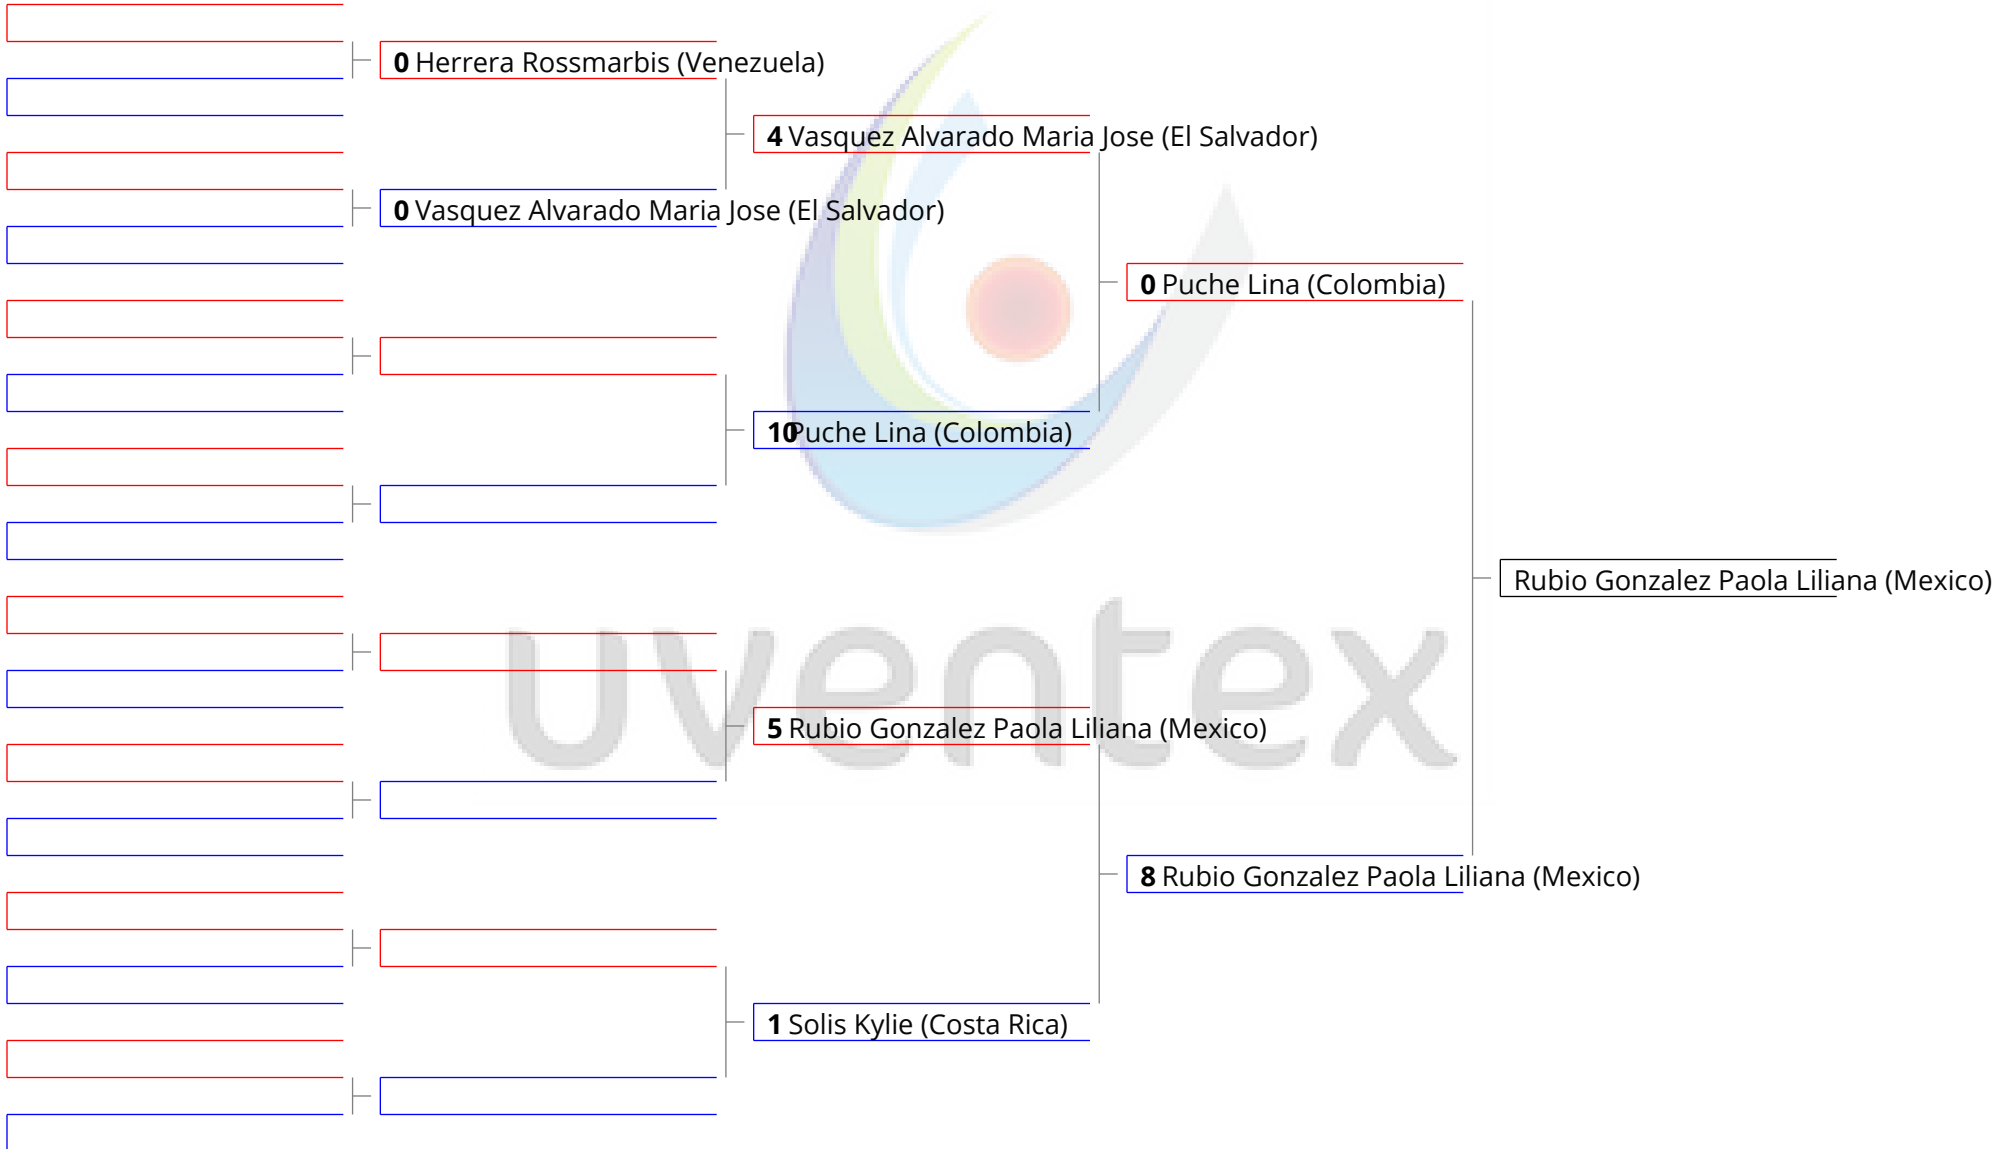 0 Herrera Rossmarbis (Venezuela)
4 Vasquez Alvarado Maria Jose (El Salvador)
0 Vasquez Alvarado Maria Jose (El Salvador)
0 Puche Lina (Colombia)
10 Puche Lina (Colombia)
Rubio Gonzalez Paola Liliana (Mexico)
uventex
5 Rubio Gonzalez Paola Liliana (Mexico)
8 Rubio Gonzalez Paola Liliana (Mexico)
1 Solis Kylie (Costa Rica)